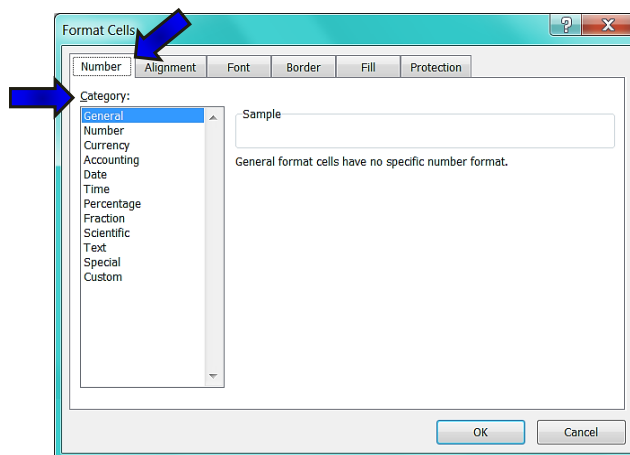 Format Cells
?
X
Number Alignment Font Border Fill Protection
Category:
General
Number
Currency
Accounting
Date
Time
Percentage
Fraction
Scientific
Text
Special
Custom
Sample
General format cells have no specific number format.
OK Cancel